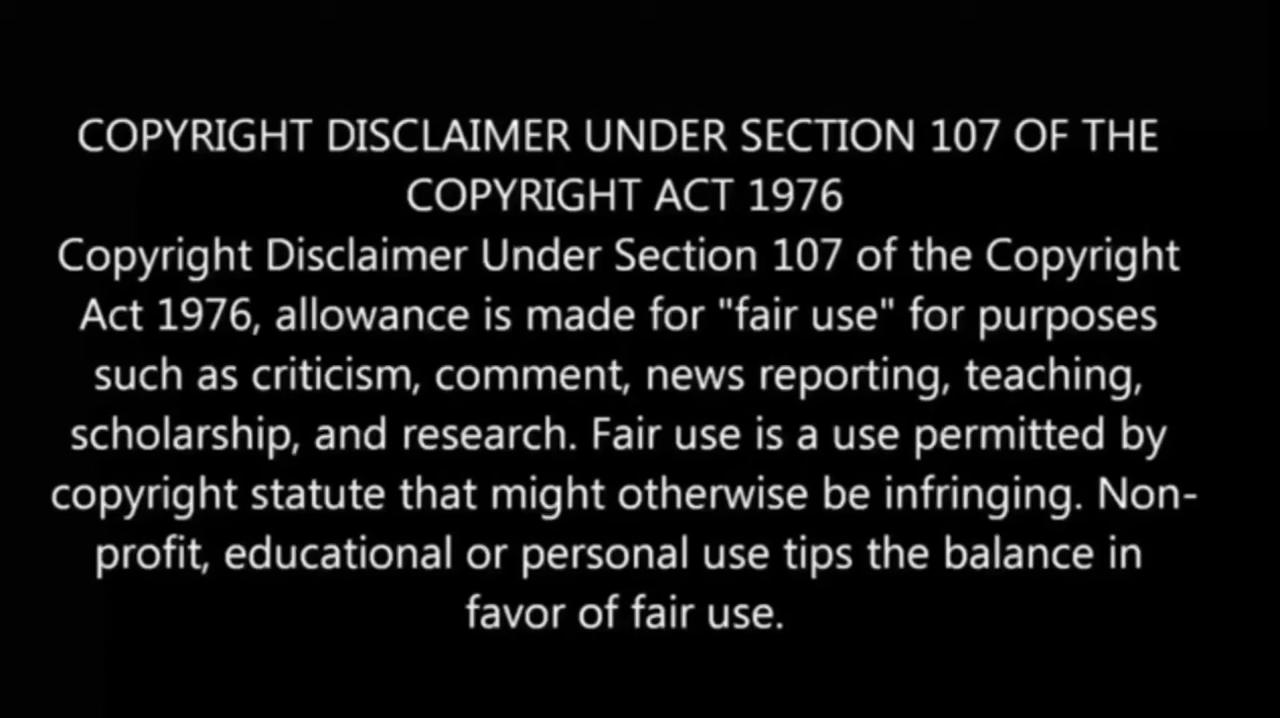 COPYRIGHT DISCLAIMER UNDER SECTION 107 OF THE
COPYRIGHT ACT 1976
Copyright Disclaimer Under Section 107 of the Copyright
Act 1976, allowance is made for "fair use" for purposes
such as criticism, comment, news reporting, teaching,
scholarship, and research. Fair use is a use permitted by
copyright statute that might otherwise be infringing. Non-
profit, educational or personal use tips the balance in
favor of fair use.